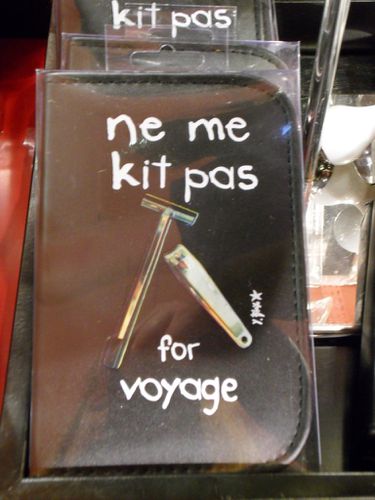 kit pas
ne me
kit pas
for
voyage